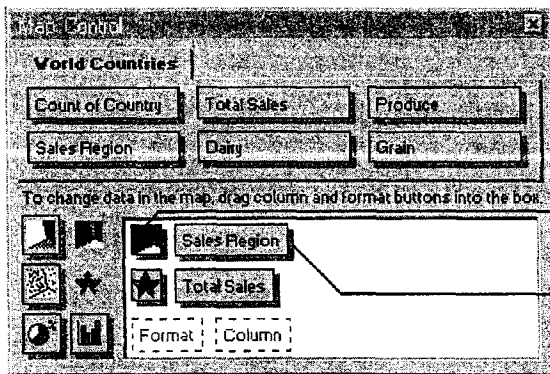 Map Control
World Countries
Count of Country Total Sales Produce
Sales Region Dairy Grain
To change data in the map, drag column and format buttons into the box.
Sales Region
Total Sales
Format Column